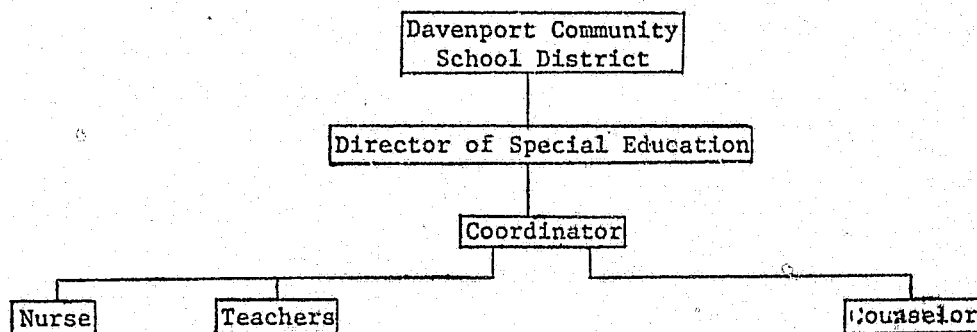 Davenport Community
School District
Director of Special Education
Coordinator
Nurse
Teachers
Counselor